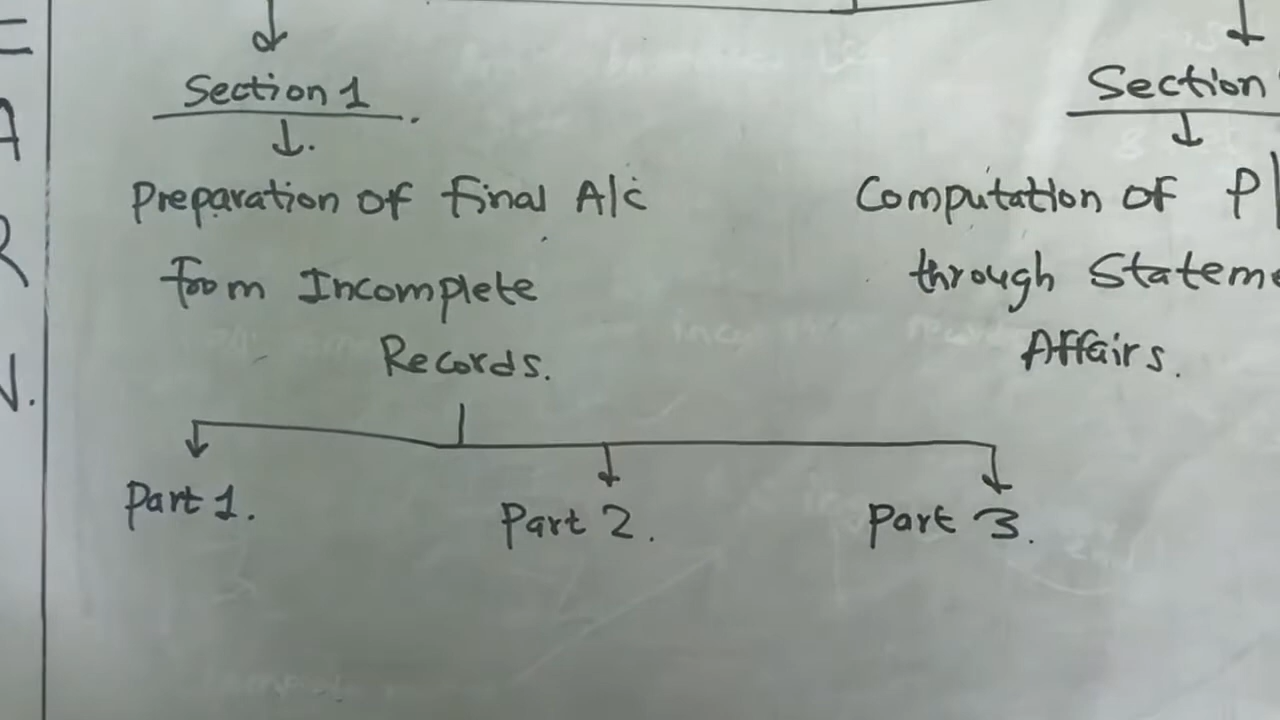 E
A
R
N.
Section 1
Preparation of final A/c
from Incomplete
Records.
Part 1.
Part 2.
Part 3.
Section
Computation of P/
through Stateme
Affairs.